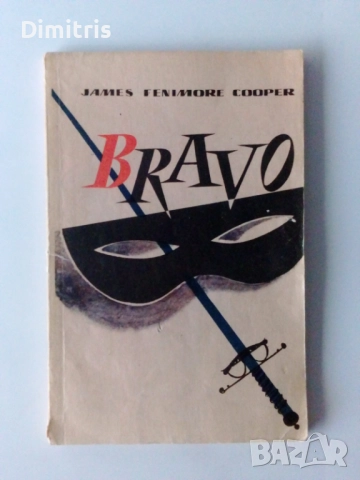 Dimitris
JAMES FENIMORE COOPER
BRAVO
BAZAR